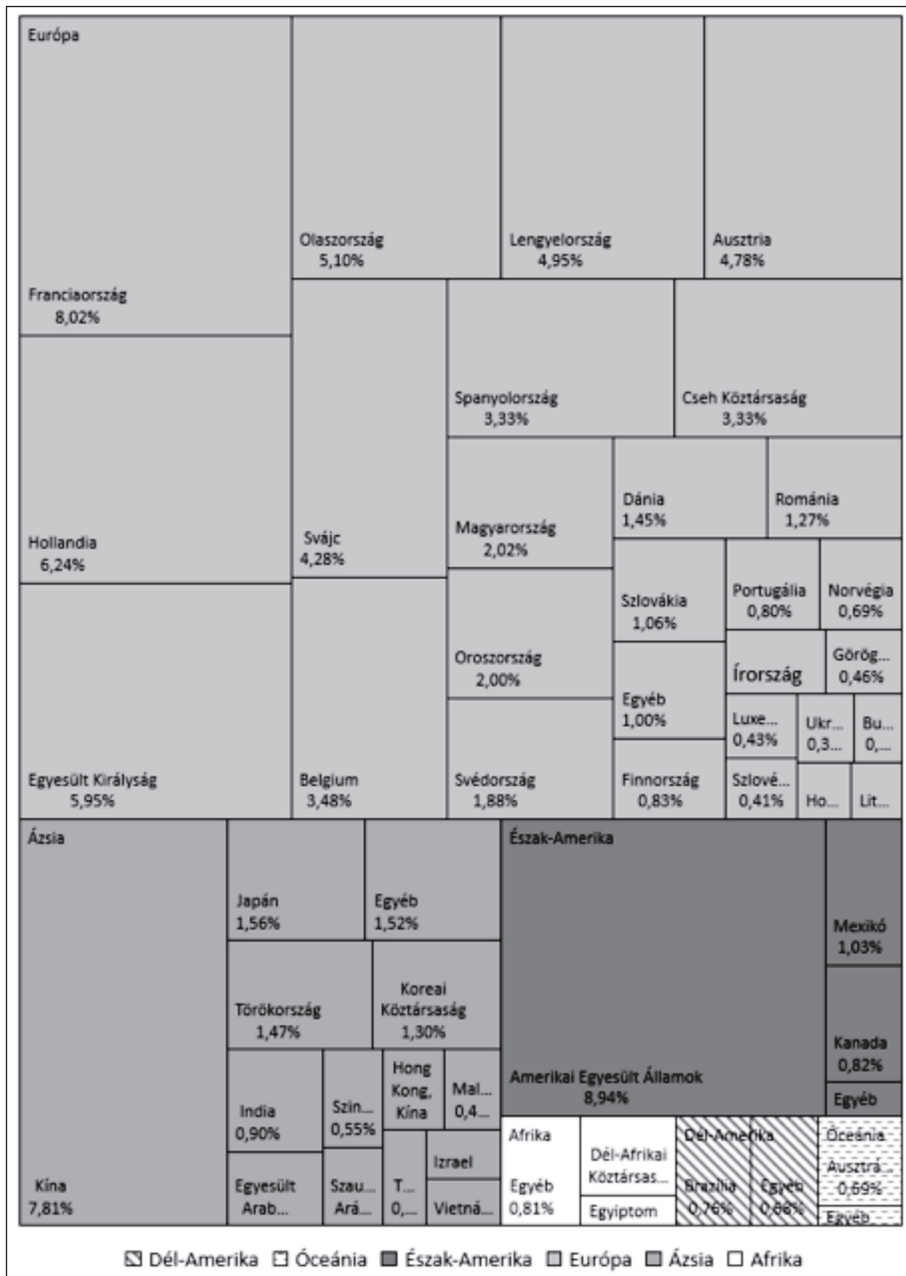 Európa
Franciaország
8,02%
Olaszország
5,10%
Lengyelország
4,95%
Ausztria
4,78%
Hollandia
6,24%
Svájc
4,28%
Spanyolország
3,33%
Cseh Köztársaság
3,33%
Magyarország
2,02%
Dánia
1,45%
Románia
1,27%
Oroszország
2,00%
Szlovákia
1,06%
Portugália
0,80%
Norvégia
0,69%
Egyéb
1,00%
Írország
Görög...
0,46%
Egyesült Királyság
5,95%
Belgium
3,48%
Svédország
1,88%
Finnország
0,83%
Luxe...
0,43%
Ukr...
0,3...
Bu...
0,...
Szlové...
0,41%
Ho...
Lit...
Ázsia
Kína
7,81%
Japán
1,56%
Egyéb
1,52%
Törökország
1,47%
Koreai
Köztársaság
1,30%
India
0,90%
Szin...
0,55%
Hong
Kong,
Kína
Mal...
0,4...
Egyesült
Arab...
Szau...
Ará...
T...
0,...
Izrael
Vietná...
Észak-Amerika
Amerikai Egyesült Államok
8,94%
Mexikó
1,03%
Kanada
0,82%
Egyéb
Afrika
Egyéb
0,81%
Dél-Afrikai
Köztársas...
Egyiptom
Dél-Amerika
Brazília
0,76%
Egyéb
0,68%
Óceánia
Ausztrá...
0,69%
Egyéb
Dél-Amerika Óceánia Észak-Amerika Európa Ázsia Afrika